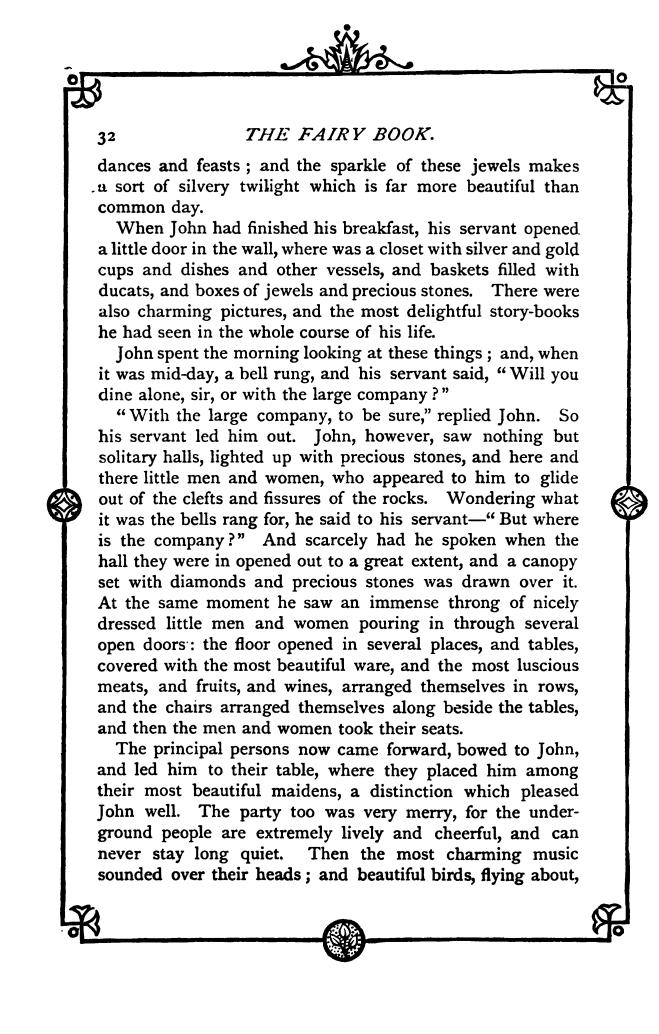 32 THE FAIRY BOOK.
dances and feasts ; and the sparkle of these jewels makes
a sort of silvery twilight which is far more beautiful than
common day.
When John had finished his breakfast, his servant opened
a little door in the wall, where was a closet with silver and gold
cups and dishes and other vessels, and baskets filled with
ducats, and boxes of jewels and precious stones. There were
also charming pictures, and the most delightful story-books
he had seen in the whole course of his life.
John spent the morning looking at these things ; and, when
it was mid-day, a bell rung, and his servant said, “Will you
dine alone, sir, or with the large company?”
“With the large company, to be sure,” replied John. So
his servant led him out. John, however, saw nothing but
solitary halls, lighted up with precious stones, and here and
there little men and women, who appeared to him to glide
out of the clefts and fissures of the rocks. Wondering what
it was the bells rang for, he said to his servant—“But where
is the company?” And scarcely had he spoken when the
hall they were in opened out to a great extent, and a canopy
set with diamonds and precious stones was drawn over it.
At the same moment he saw an immense throng of nicely
dressed little men and women pouring in through several
open doors : the floor opened in several places, and tables,
covered with the most beautiful ware, and the most luscious
meats, and fruits, and wines, arranged themselves in rows,
and the chairs arranged themselves along beside the tables,
and then the men and women took their seats.
The principal persons now came forward, bowed to John,
and led him to their table, where they placed him among
their most beautiful maidens, a distinction which pleased
John well. The party too was very merry, for the under-
ground people are extremely lively and cheerful, and can
never stay long quiet. Then the most charming music
sounded over their heads ; and beautiful birds, flying about,